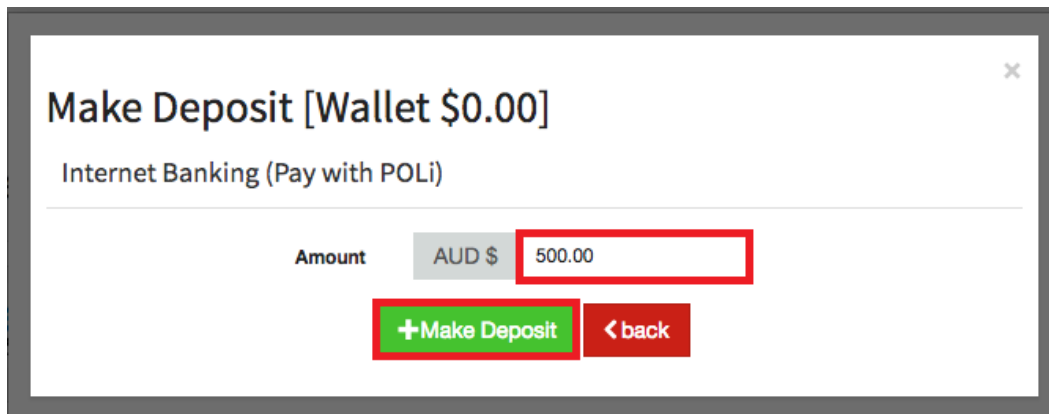 ×
Make Deposit [Wallet $0.00]
Internet Banking (Pay with POLi)
Amount AUD $ 500.00
+Make Deposit <back